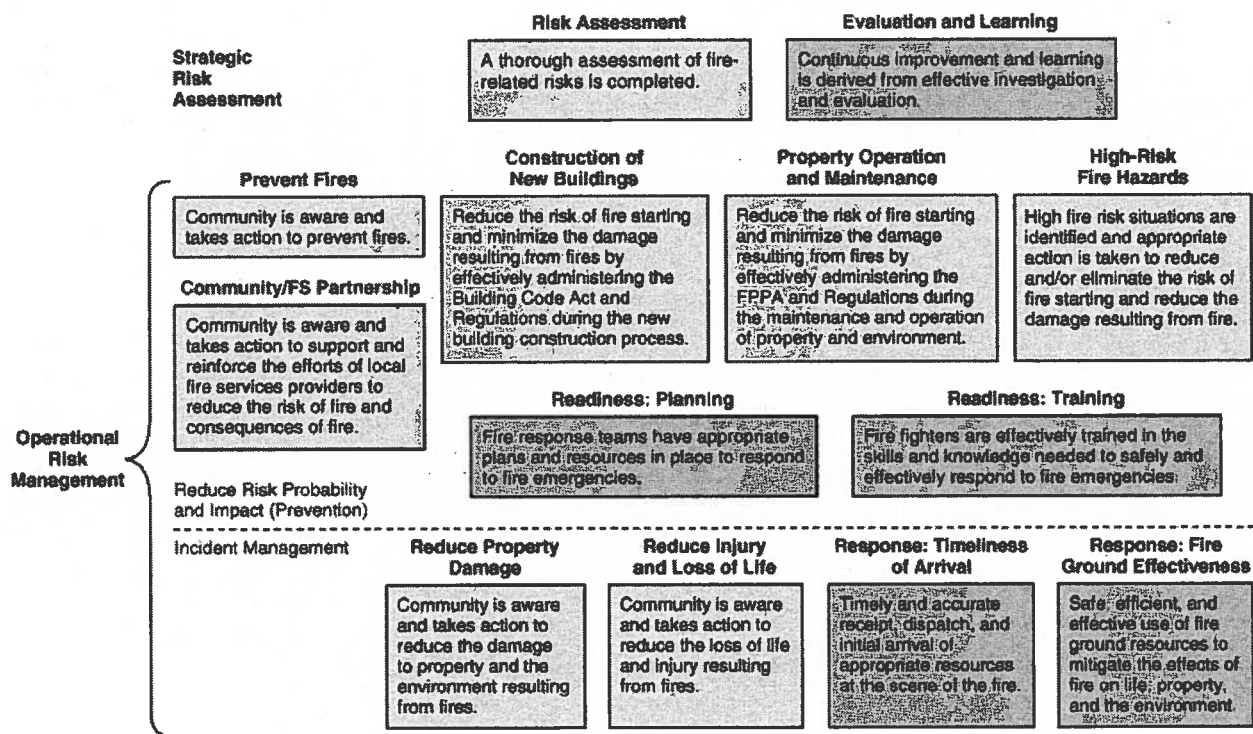 Strategic
Risk
Assessment
Risk Assessment
A thorough assessment of fire-
related risks is completed.
Evaluation and Learning
Continuous improvement and learning
is derived from effective investigation
and evaluation.
Operational
Risk
Management
Prevent Fires
Community is aware and
takes action to prevent fires.
Community/FS Partnership
Community is aware and
takes action to support and
reinforce the efforts of local
fire services providers to
reduce the risk of fire and
consequences of fire.
Construction of
New Buildings
Reduce the risk of fire starting
and minimize the damage
resulting from fires by
effectively administering the
Building Code Act and
Regulations during the new
building construction process.
Property Operation
and Maintenance
Reduce the risk of fire starting
and minimize the damage
resulting from fires by
effectively administering the
FPPA and Regulations during
the maintenance and operation
of property and environment.
High-Risk
Fire Hazards
High fire risk situations are
identified and appropriate
action is taken to reduce
and/or eliminate the risk of
fire starting and reduce the
damage resulting from fire.
Readiness: Planning
Fire response teams have appropriate
plans and resources in place to respond
to fire emergencies.
Readiness: Training
Fire fighters are effectively trained in the
skills and knowledge needed to safely and
effectively respond to fire emergencies.
Reduce Risk Probability
and Impact (Prevention)
Incident Management
Reduce Property
Damage
Community is aware
and takes action to
reduce the damage
to property and the
environment resulting
from fires.
Reduce Injury
and Loss of Life
Community is aware
and takes action to
reduce the loss of life
and injury resulting
from fires.
Response: Timeliness
of Arrival
Timely and accurate
receipt, dispatch, and
initial arrival of
appropriate resources
at the scene of the fire.
Response: Fire
Ground Effectiveness
Safe, efficient, and
effective use of fire
ground resources to
mitigate the effects of
fire on life, property,
and the environment.